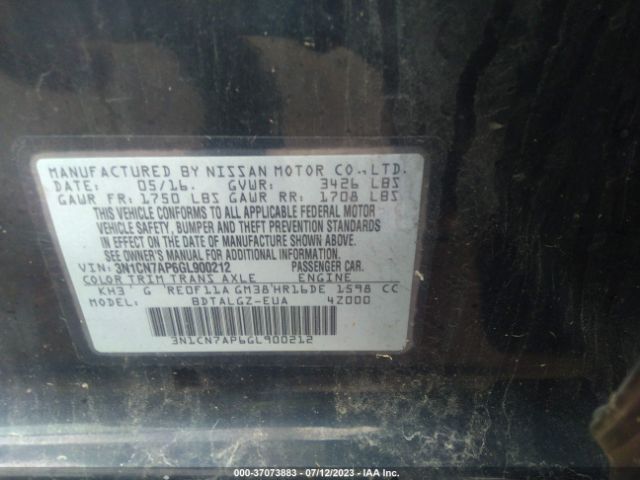 MANUFACTURED BY NISSAN MOTOR CO., LTD.
DATE: 05/16. GVWR: 3426 LBS
GAWR FR: 1750 LBS GAWR RR: 1708 LBS
THIS VEHICLE CONFORMS TO ALL APPLICABLE FEDERAL MOTOR
VEHICLE SAFETY, BUMPER AND THEFT PREVENTION STANDARDS
IN EFFECT ON THE DATE OF MANUFACTURE SHOWN ABOVE.
SEE OWNER'S MANUAL FOR ADDITIONAL INFORMATION.
VIN: 3N1CN7AP6GL900212 PASSENGER CAR.
COLOR TRIM TRANS AXLE ENGINE
KH3 G RE0F11A GM38 HR16DE 1598 CC
MODEL: BDTALGZ-EUA 4Z000
3N1CN7AP6GL900212
000-37073883 - 07/12/2023 - IAA Inc.